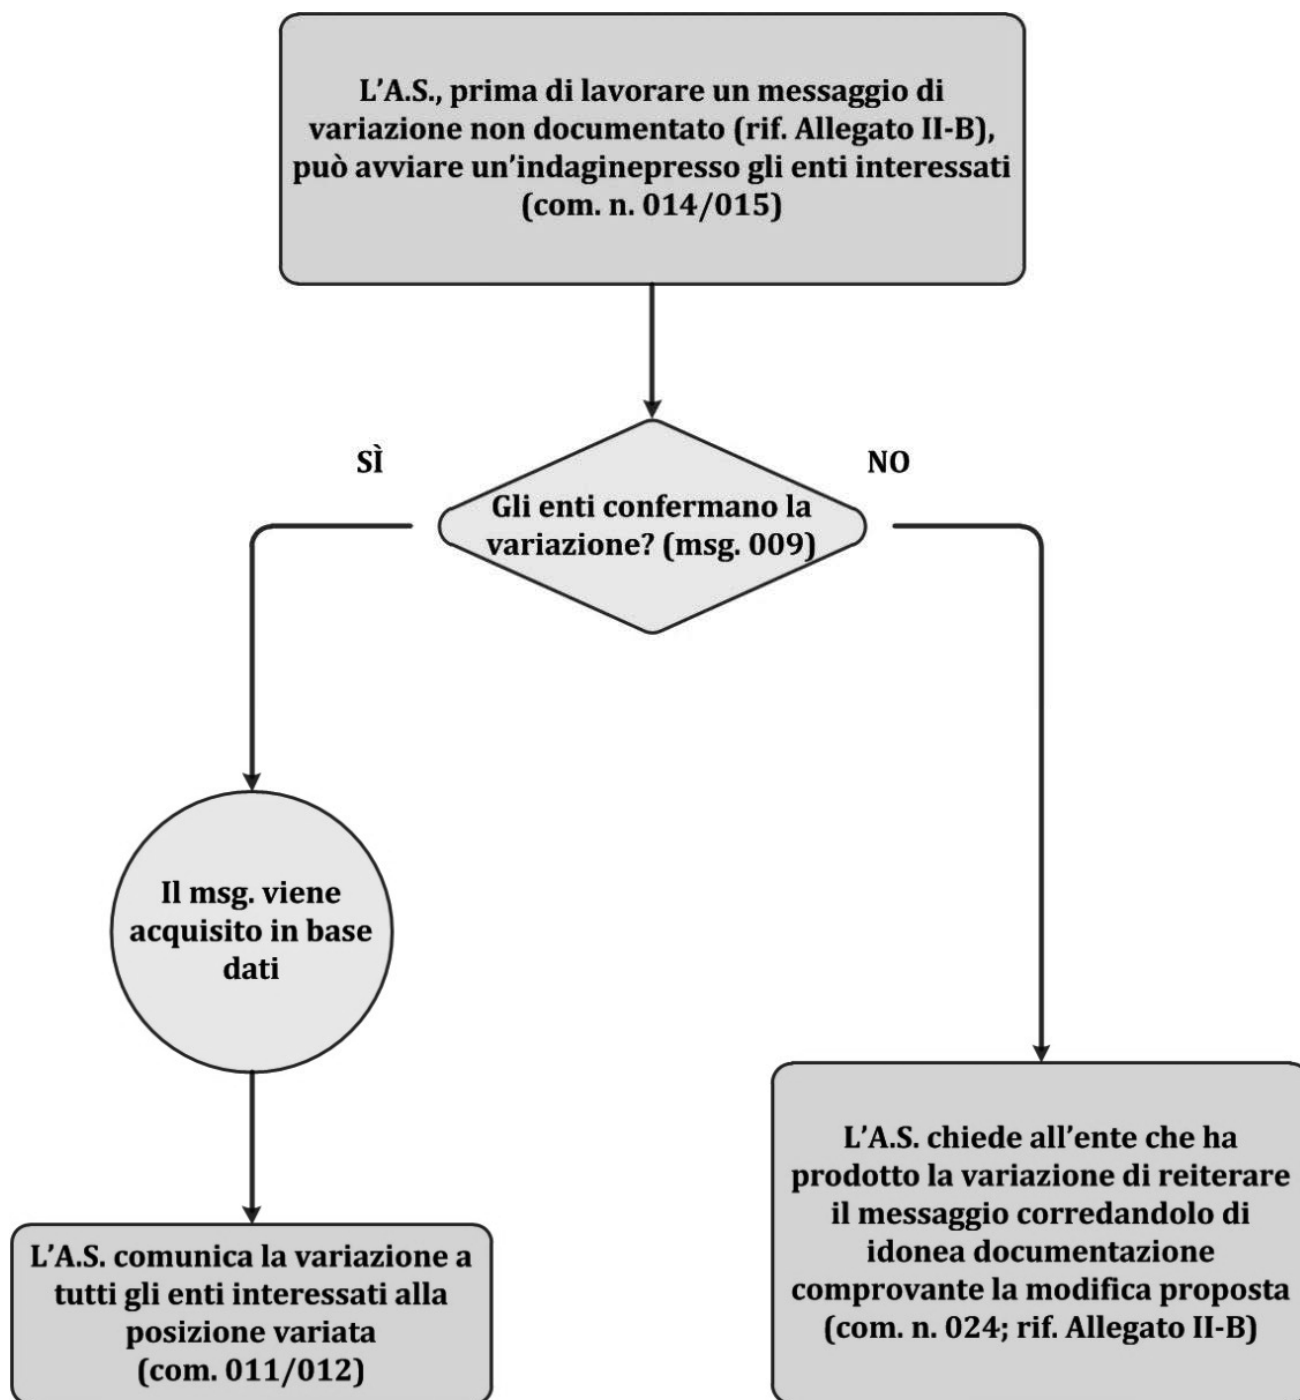 L’A.S., prima di lavorare un messaggio di
variazione non documentato (rif. Allegato II-B),
può avviare un’indaginepresso gli enti interessati
(com. n. 014/015)
SÌ
NO
Gli enti confermano la
variazione? (msg. 009)
Il msg. viene
acquisito in base
dati
L’A.S. comunica la variazione a
tutti gli enti interessati alla
posizione variata
(com. 011/012)
L’A.S. chiede all’ente che ha
prodotto la variazione di reiterare
il messaggio corredandolo di
idonea documentazione
comprovante la modifica proposta
(com. n. 024; rif. Allegato II-B)